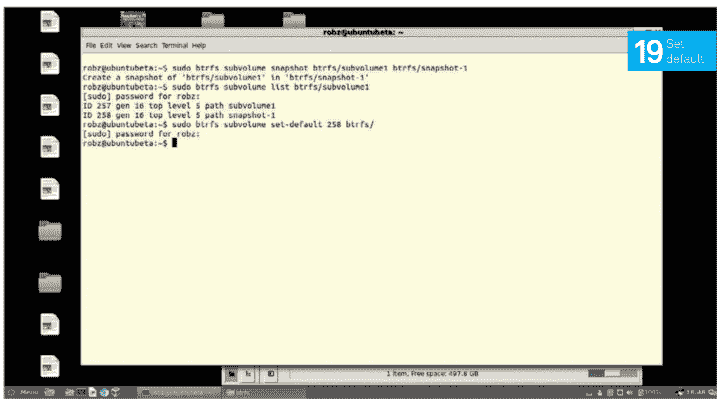 robz@ubuntubeta: ~
File Edit View Search Terminal Help
19 Set default
robz@ubuntubeta:~$ sudo btrfs subvolume snapshot btrfs/subvolume1 btrfs/snapshot-1
Create a snapshot of 'btrfs/subvolume1' in 'btrfs/snapshot-1'
robz@ubuntubeta:~$ sudo btrfs subvolume list btrfs/subvolume1
[sudo] password for robz:
ID 257 gen 16 top level 5 path subvolume1
ID 258 gen 16 top level 5 path snapshot-1
robz@ubuntubeta:~$ sudo btrfs subvolume set-default 258 btrfs/
[sudo] password for robz:
robz@ubuntubeta:~$
1 item, Free space: 497.8 GB
Menu